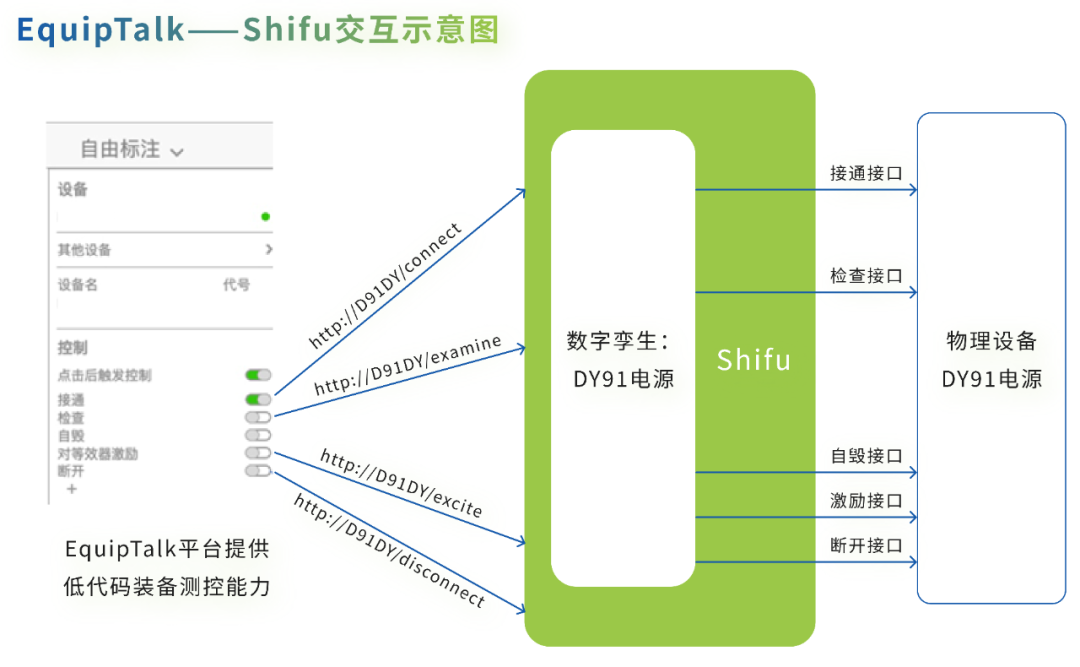 EquipTalk——Shifu交互示意图
自由标注
设备
其他设备
设备名 代号
控制
点击后触发控制
接通
检查
自毁
对等效器激励
断开
+
EquipTalk平台提供
低代码装备测控能力
http://D91DY/connect
http://D91DY/examine
http://D91DY/excite
http://D91DY/disconnect
数字孪生：
DY91电源
Shifu
接通接口
检查接口
自毁接口
激励接口
断开接口
物理设备
DY91电源